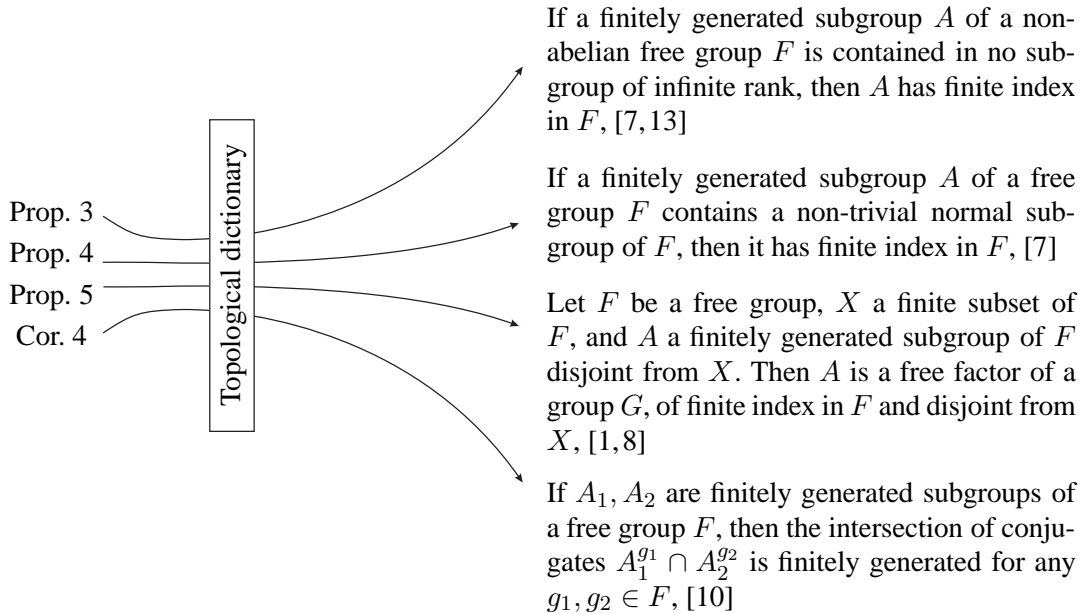 Prop. 3
Prop. 4
Prop. 5
Cor. 4
Topological dictionary
If a finitely generated subgroup A of a non-
abelian free group F is contained in no sub-
group of infinite rank, then A has finite index
in F, [7,13]
If a finitely generated subgroup A of a free
group F contains a non-trivial normal sub-
group of F, then it has finite index in F, [7]
Let F be a free group, X a finite subset of
F, and A a finitely generated subgroup of F
disjoint from X. Then A is a free factor of a
group G, of finite index in F and disjoint from
X, [1,8]
If A₁, A₂ are finitely generated subgroups of
a free group F, then the intersection of conju-
gates A₁^{g₁} ∩ A₂^{g₂} is finitely generated for any
g₁, g₂ ∈ F, [10]